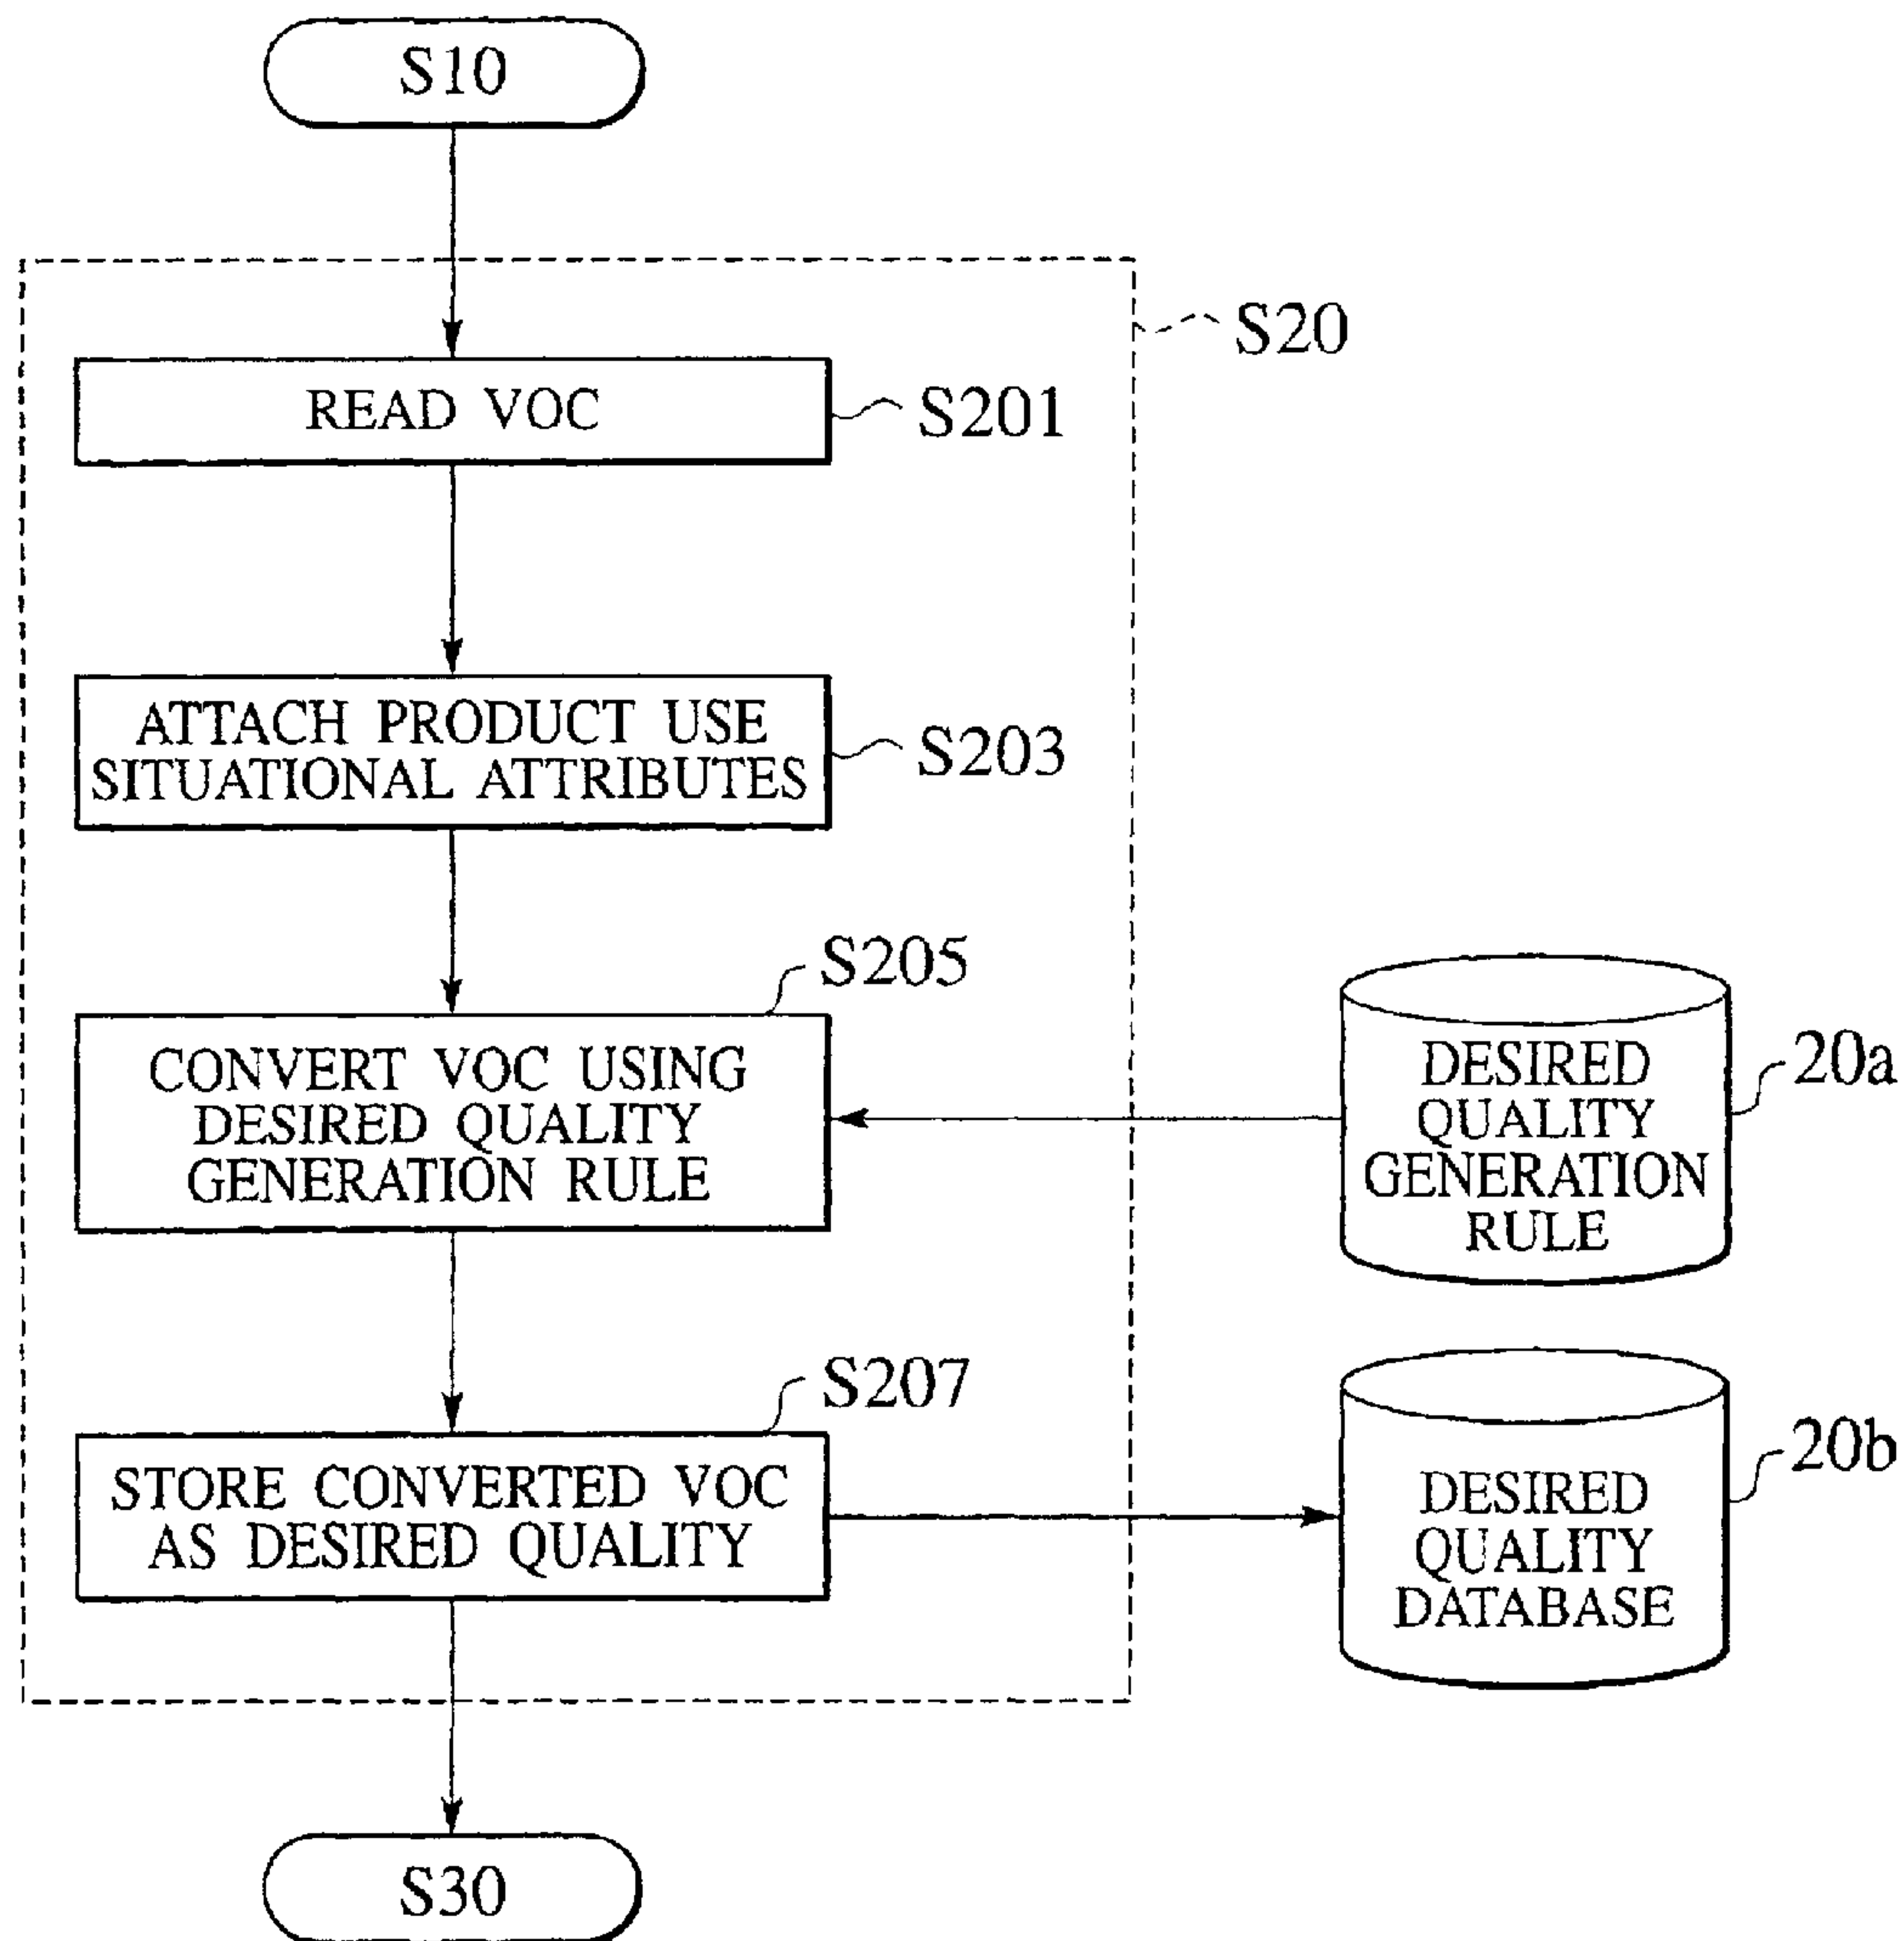 S10
S20
READ VOC
S201
ATTACH PRODUCT USE
SITUATIONAL ATTRIBUTES
S203
S205
CONVERT VOC USING
DESIRED QUALITY
GENERATION RULE
DESIRED
QUALITY
GENERATION
RULE
20a
S207
STORE CONVERTED VOC
AS DESIRED QUALITY
DESIRED
QUALITY
DATABASE
20b
S30